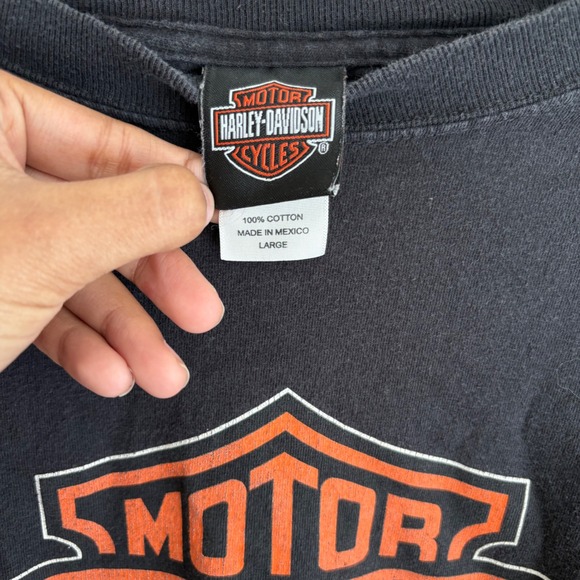 MOTOR
HARLEY-DAVIDSON
CYCLES ®
100% COTTON
MADE IN MEXICO
LARGE
MOTOR